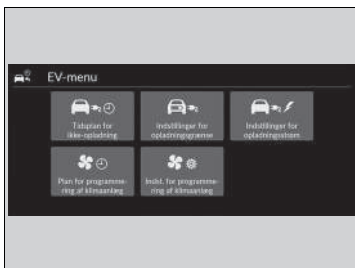 EV-menu
Tidsplan for
ikke-opladning
Indstillinger for
opladningsgrænse
Indstillinger for
opladningsstrøm
Plan for programme-
ring af klimaanlæg
Indst. for programme-
ring af klimaanlæg